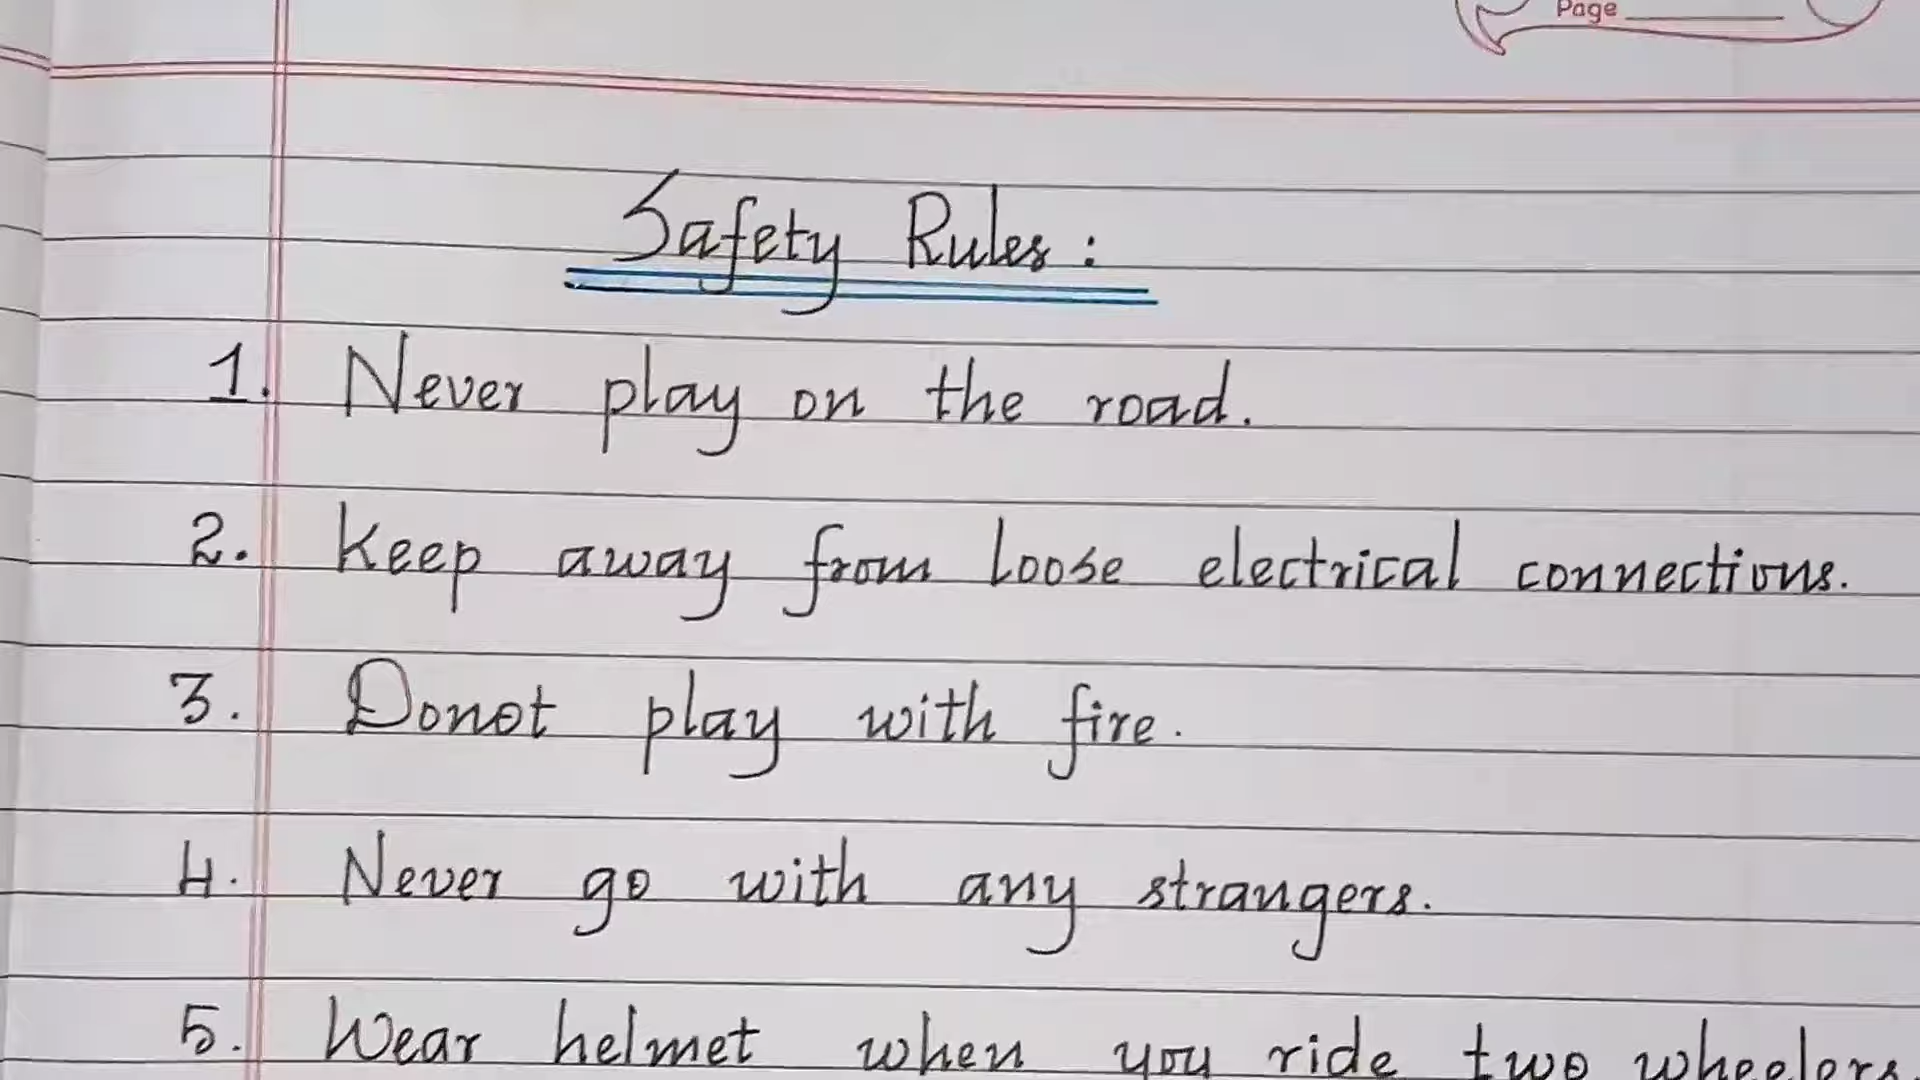 Page
Safety Rules :
1. Never play on the road.
2. Keep away from loose electrical connections.
3. Donot play with fire.
4. Never go with any strangers.
5. Wear helmet when you ride two wheelers.